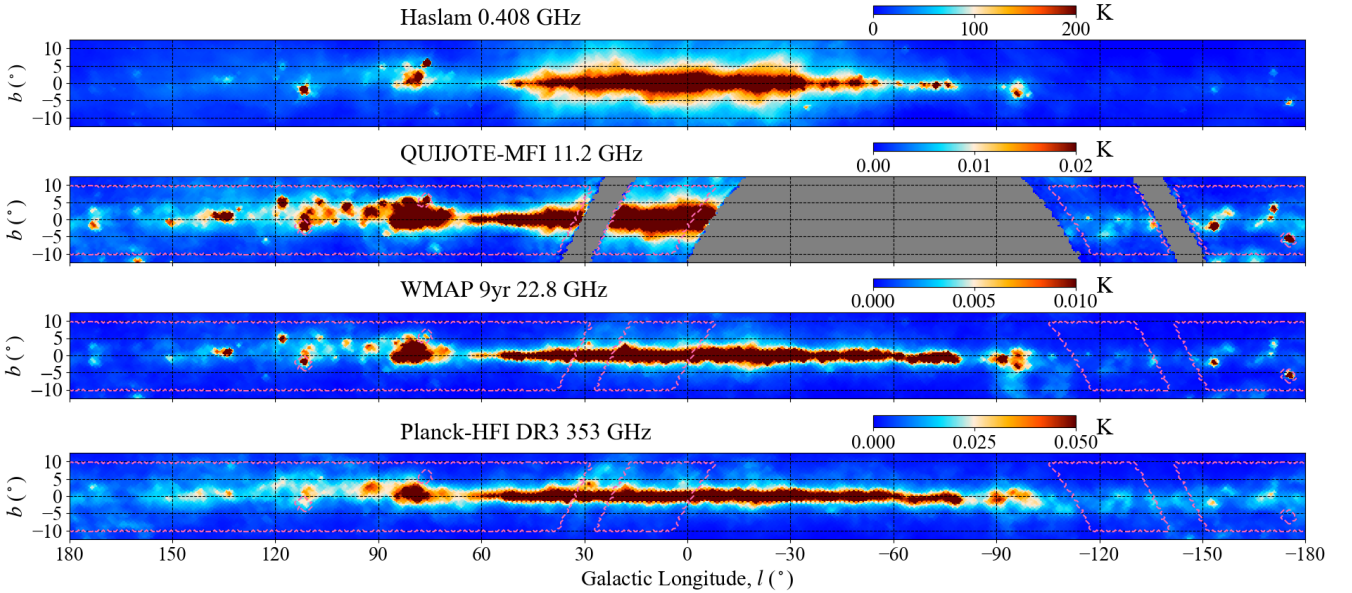 Haslam 0.408 GHz
0 100 200 K
b (°)
10
5
0
−5
−10
QUIJOTE-MFI 11.2 GHz
0.00 0.01 0.02 K
b (°)
10
5
0
−5
−10
WMAP 9yr 22.8 GHz
0.000 0.005 0.010 K
b (°)
10
5
0
−5
−10
Planck-HFI DR3 353 GHz
0.000 0.025 0.050 K
b (°)
10
5
0
−5
−10
180 150 120 90 60 30 0 −30 −60 −90 −120 −150 −180
Galactic Longitude, l (°)